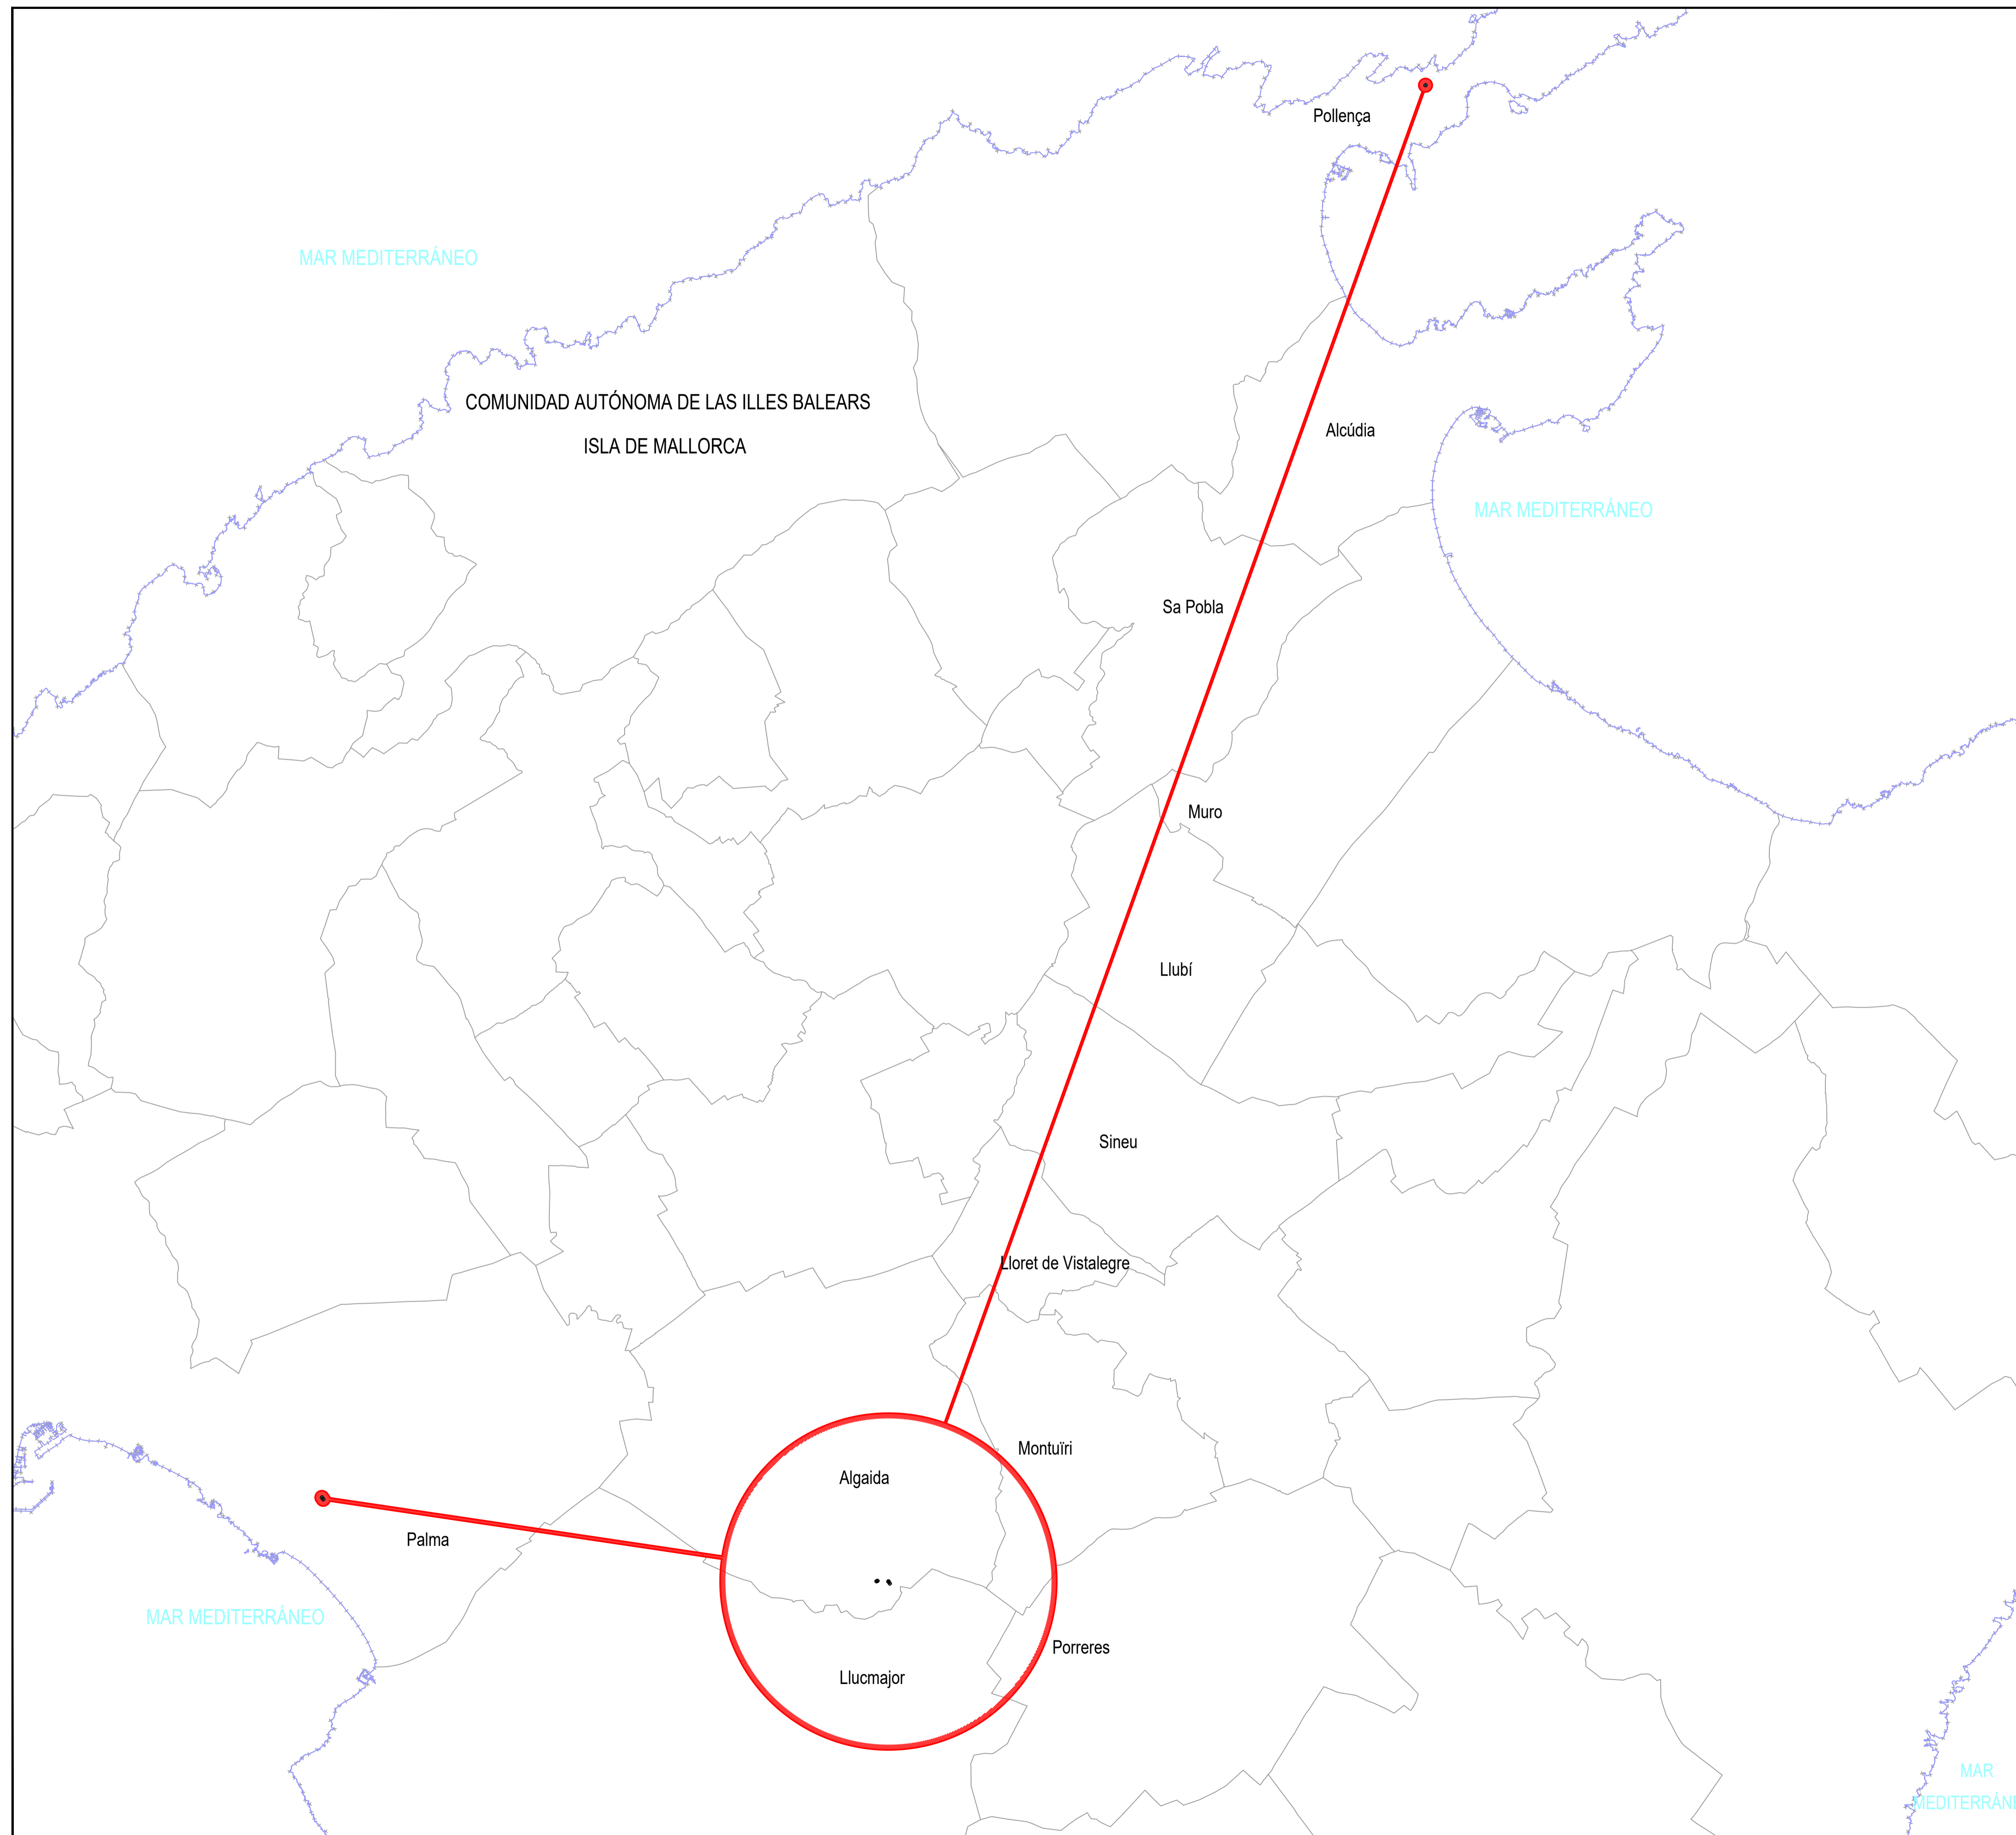 Pollença
MAR MEDITERRÁNEO
COMUNIDAD AUTÓNOMA DE LAS ILLES BALEARS
ISLA DE MALLORCA
Alcúdia
MAR MEDITERRÁNEO
Sa Pobla
Muro
Llubí
Sineu
Lloret de Vistalegre
Montuïri
Algaida
Palma
MAR MEDITERRÁNEO
Porreres
Llucmajor
MAR
MEDITERRÁNE